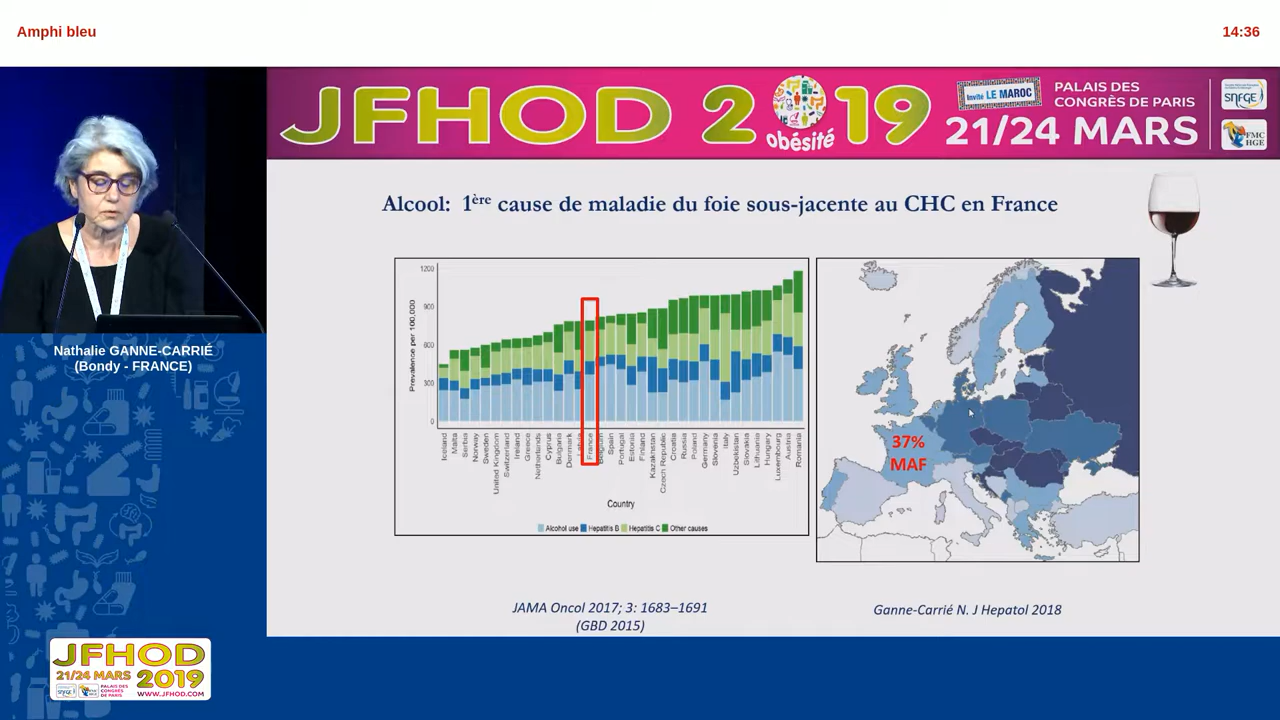 Amphi bleu
14:36
JFHOD 2019
obésité
Invité LE MAROC
PALAIS DES
CONGRÈS DE PARIS
21/24 MARS
SNFGE
FMC
HGE
Alcool: 1ère cause de maladie du foie sous-jacente au CHC en France
Nathalie GANNE-CARRIÉ
(Bondy - FRANCE)
Prevalence per 100,000
1200
900
600
300
0
Iceland
Malta
Serbia
Norway
Sweden
United Kingdom
Switzerland
Ireland
Greece
Netherlands
Cyprus
Bulgaria
Denmark
Latvia
France
Belgium
Spain
Portugal
Estonia
Finland
Kazakhstan
Czech Republic
Croatia
Russia
Poland
Germany
Slovenia
Italy
Uzbekistan
Slovakia
Lithuania
Hungary
Luxembourg
Austria
Romania
Country
Alcohol use Hepatitis B Hepatitis C Other causes
37%
MAF
JAMA Oncol 2017; 3: 1683–1691
(GBD 2015)
Ganne-Carrié N. J Hepatol 2018
JFHOD
21/24 MARS 2019
PALAIS DES
CONGRÈS DE PARIS
WWW.JFHOD.COM